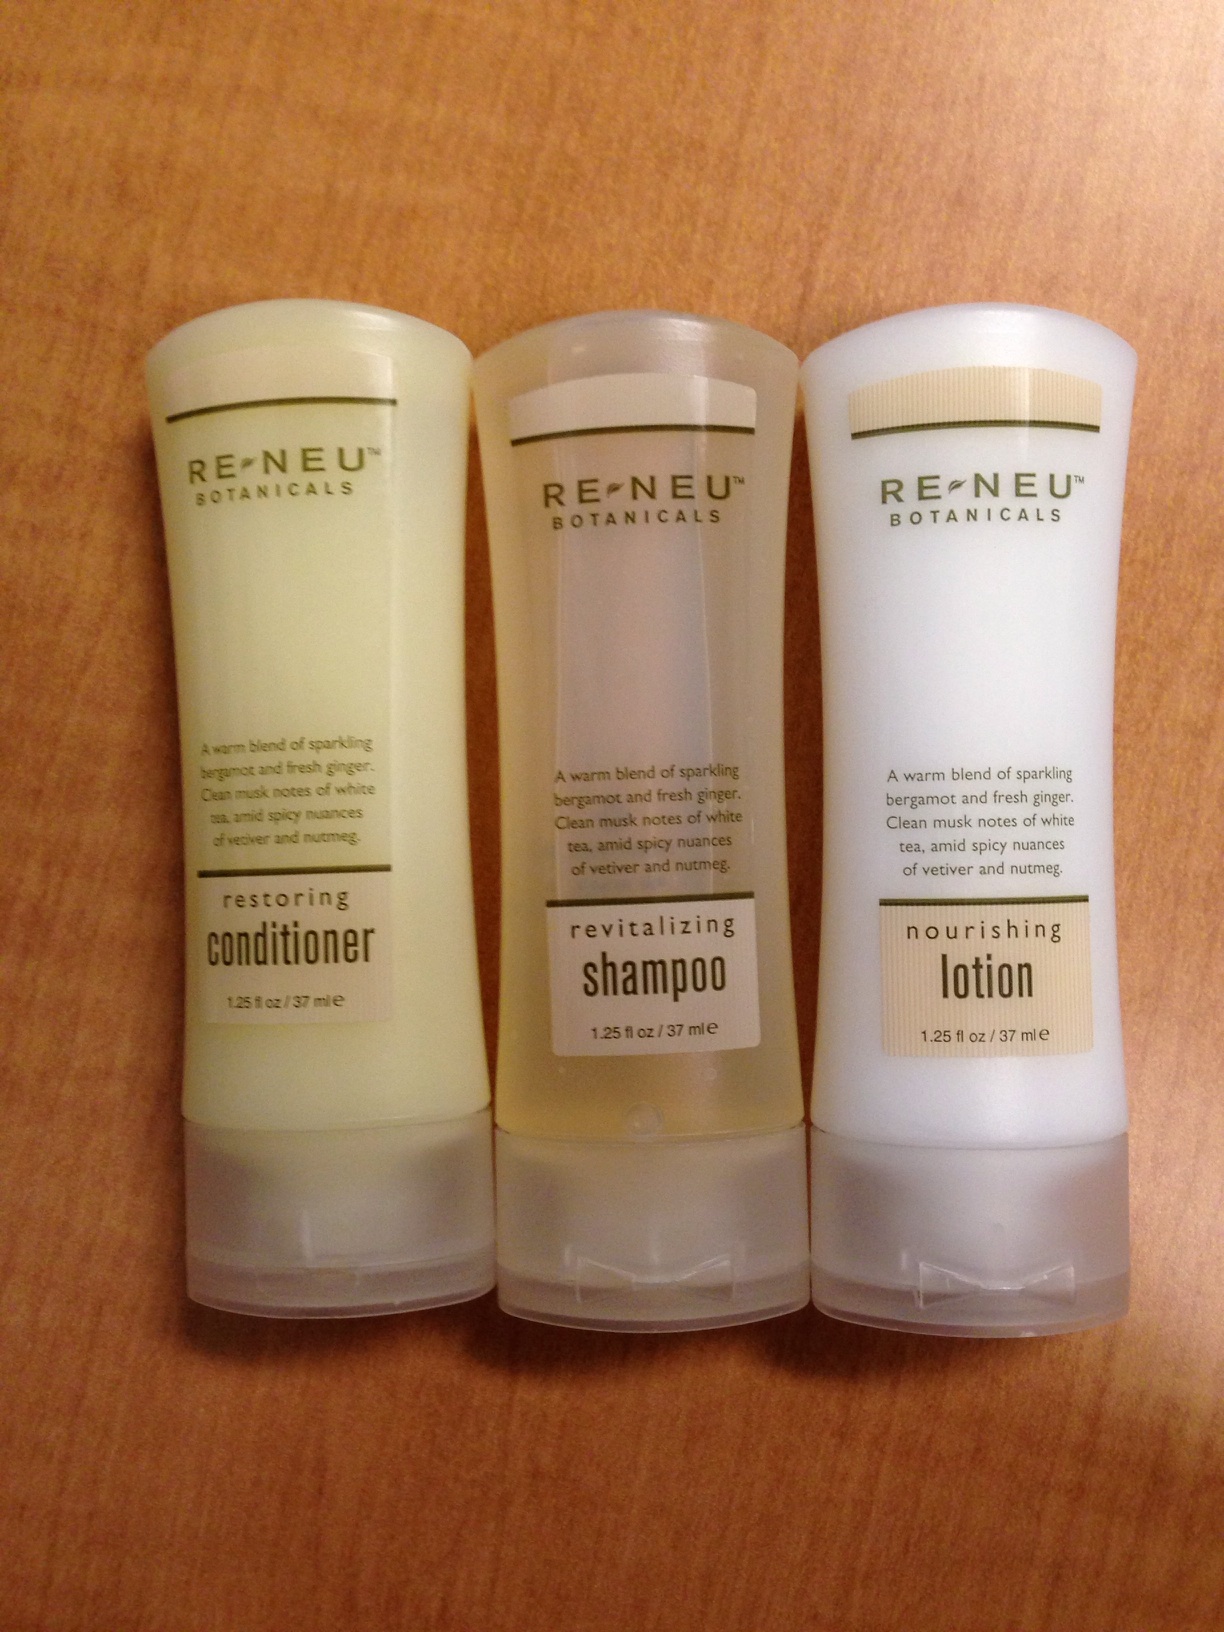 RE-NEU™
BOTANICALS
A warm blend of sparkling
bergamot and fresh ginger.
Clean musk notes of white
tea, amid spicy nuances
of vetiver and nutmeg.
restoring
conditioner
1.25 fl oz / 37 ml e
RE-NEU™
BOTANICALS
A warm blend of sparkling
bergamot and fresh ginger.
Clean musk notes of white
tea, amid spicy nuances
of vetiver and nutmeg.
revitalizing
shampoo
1.25 fl oz / 37 ml e
RE-NEU™
BOTANICALS
A warm blend of sparkling
bergamot and fresh ginger.
Clean musk notes of white
tea, amid spicy nuances
of vetiver and nutmeg.
nourishing
lotion
1.25 fl oz / 37 ml e